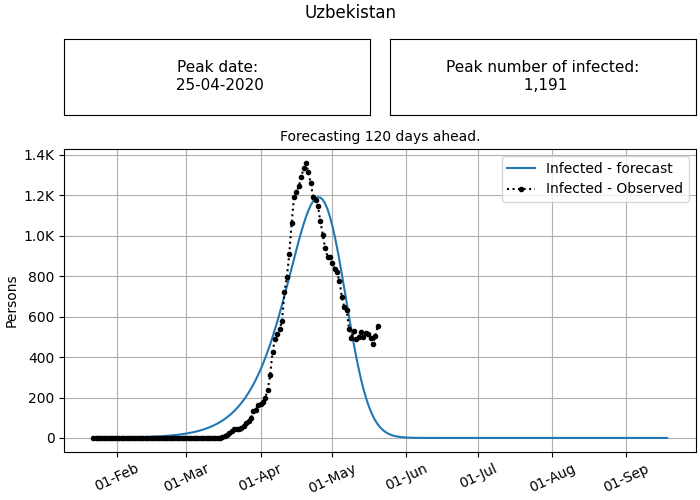 Uzbekistan
Peak date:
25-04-2020
Peak number of infected:
1,191
Forecasting 120 days ahead.
Infected - forecast
Infected - Observed
Persons
1.4K
1.2K
1.0K
800
600
400
200
0
01-Feb
01-Mar
01-Apr
01-May
01-Jun
01-Jul
01-Aug
01-Sep